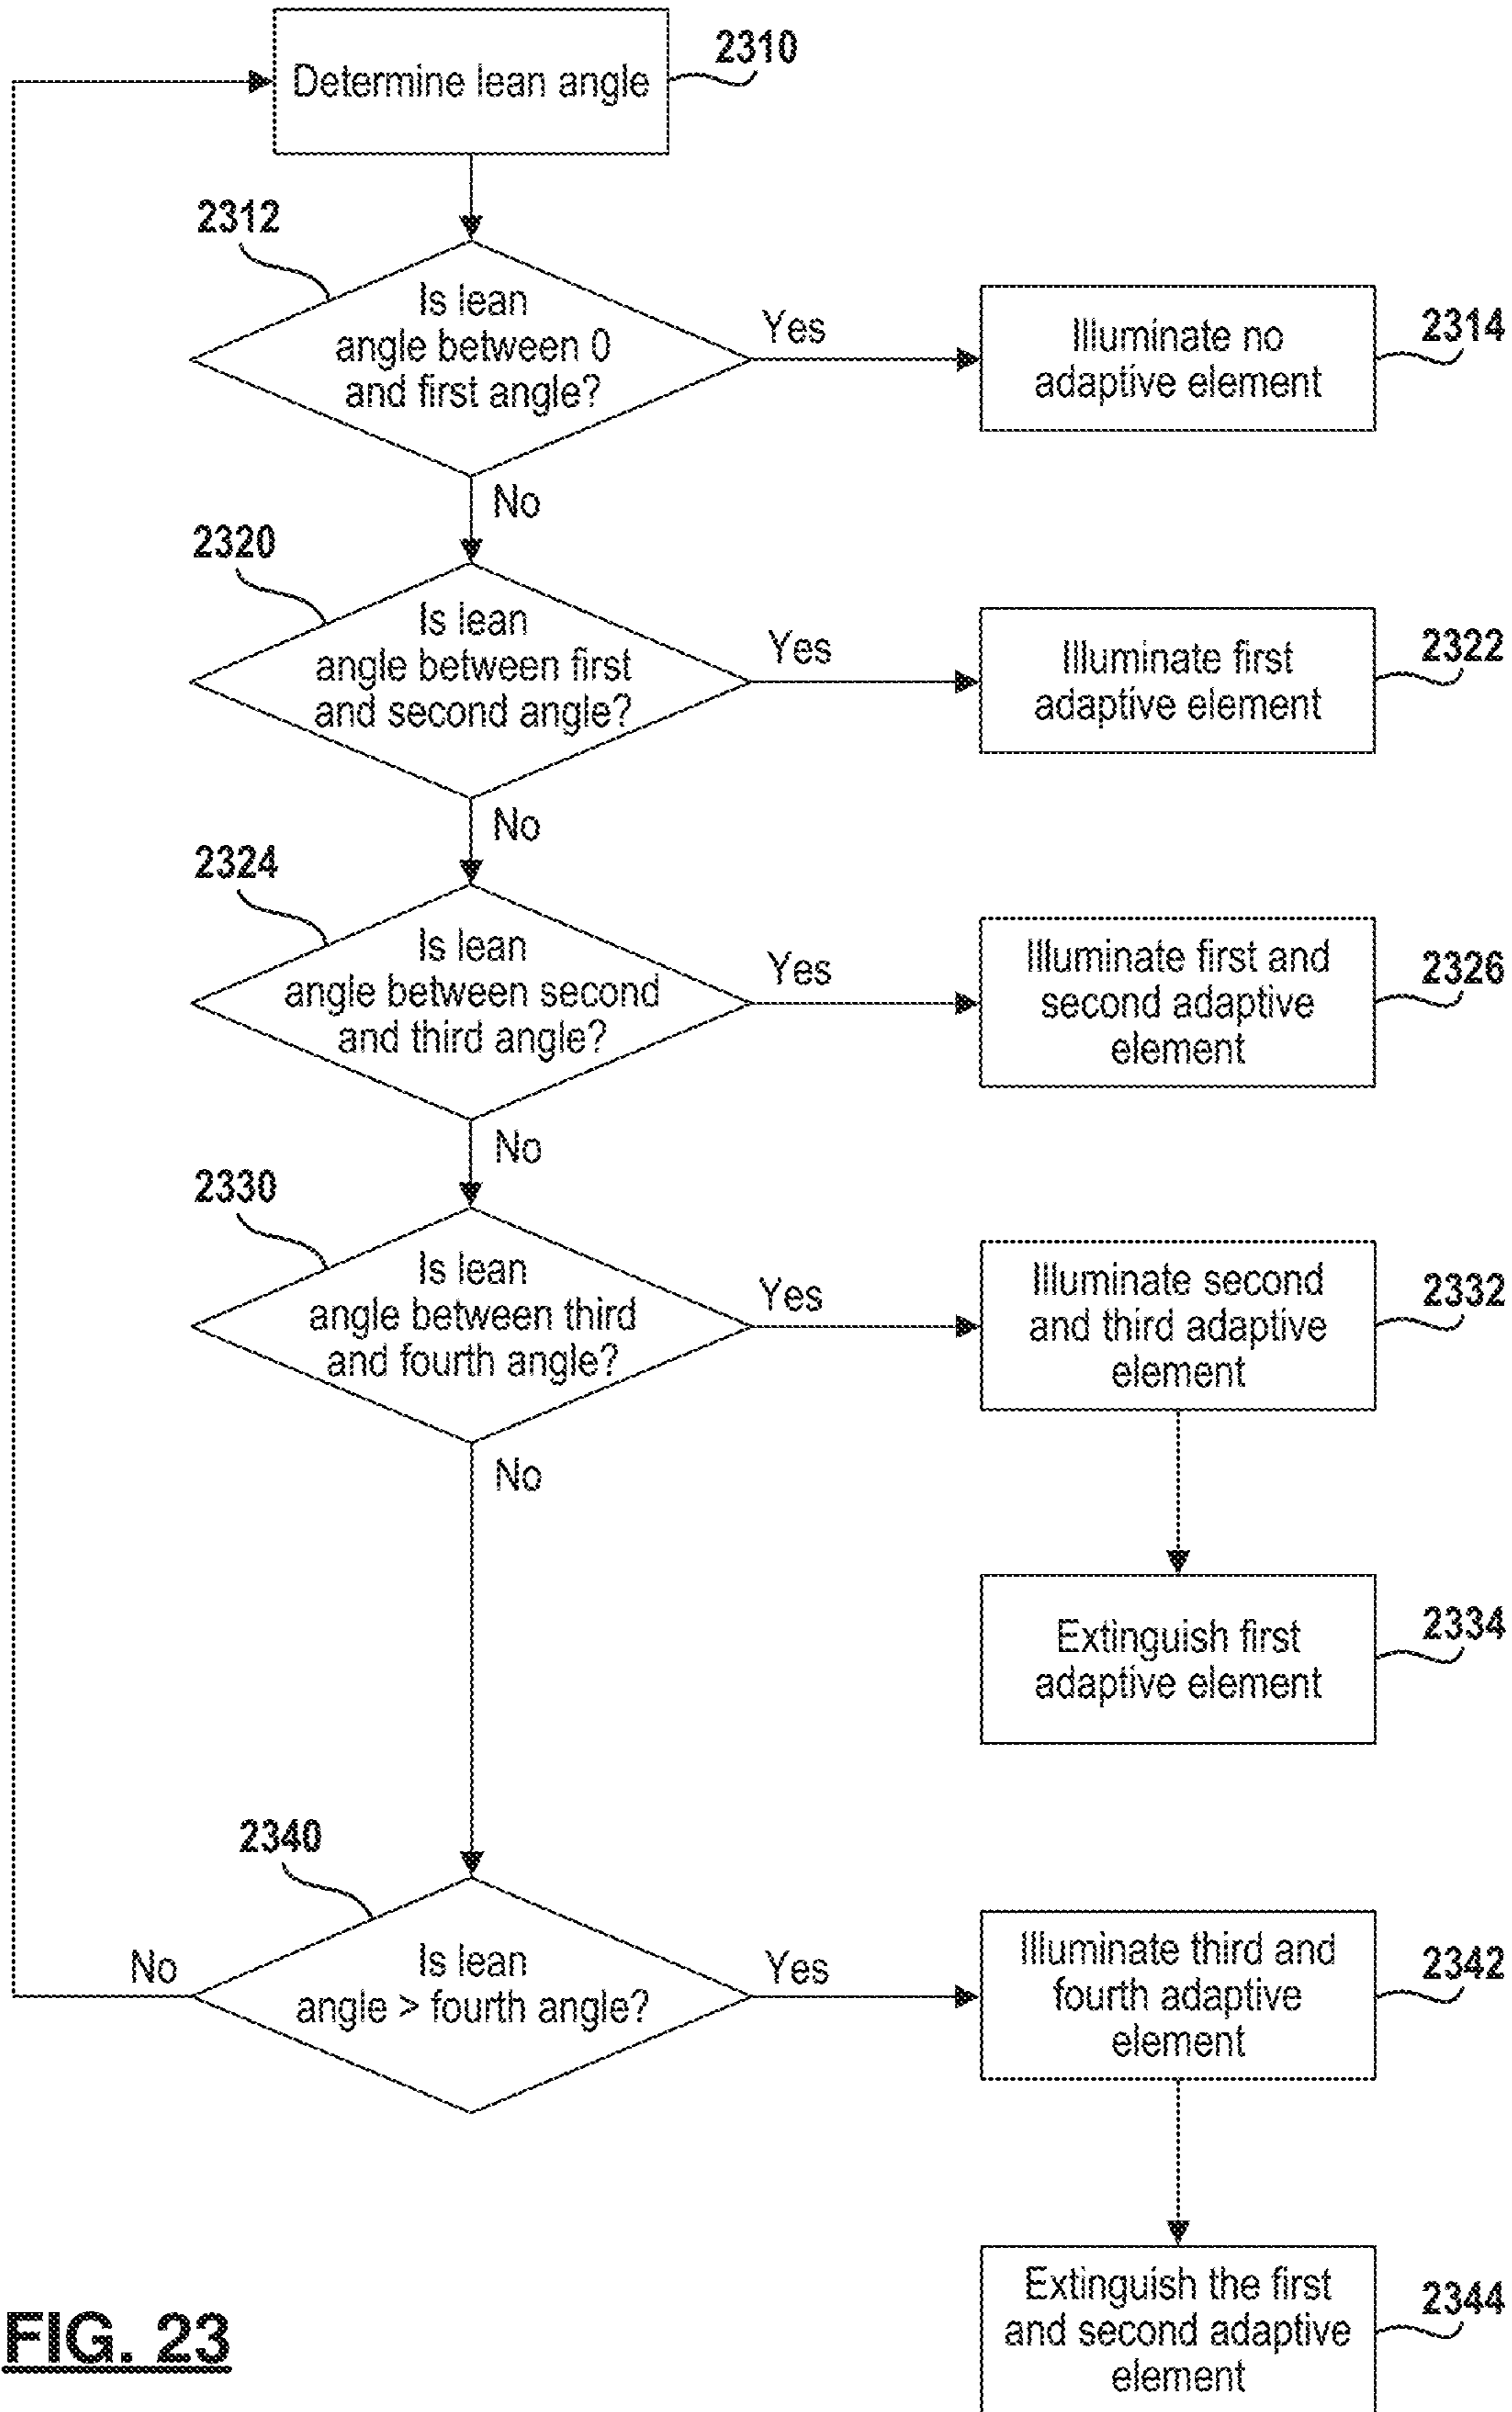 Determine lean angle
2310
2312
Is lean
angle between 0
and first angle?
Yes
Illuminate no
adaptive element
2314
No
2320
Is lean
angle between first
and second angle?
Yes
Illuminate first
adaptive element
2322
No
2324
Is lean
angle between second
and third angle?
Yes
Illuminate first and
second adaptive
element
2326
No
2330
Is lean
angle between third
and fourth angle?
Yes
Illuminate second
and third adaptive
element
2332
No
Extinguish first
adaptive element
2334
2340
No
Is lean
angle > fourth angle?
Yes
Illuminate third and
fourth adaptive
element
2342
Extinguish the first
and second adaptive
element
2344
FIG. 23